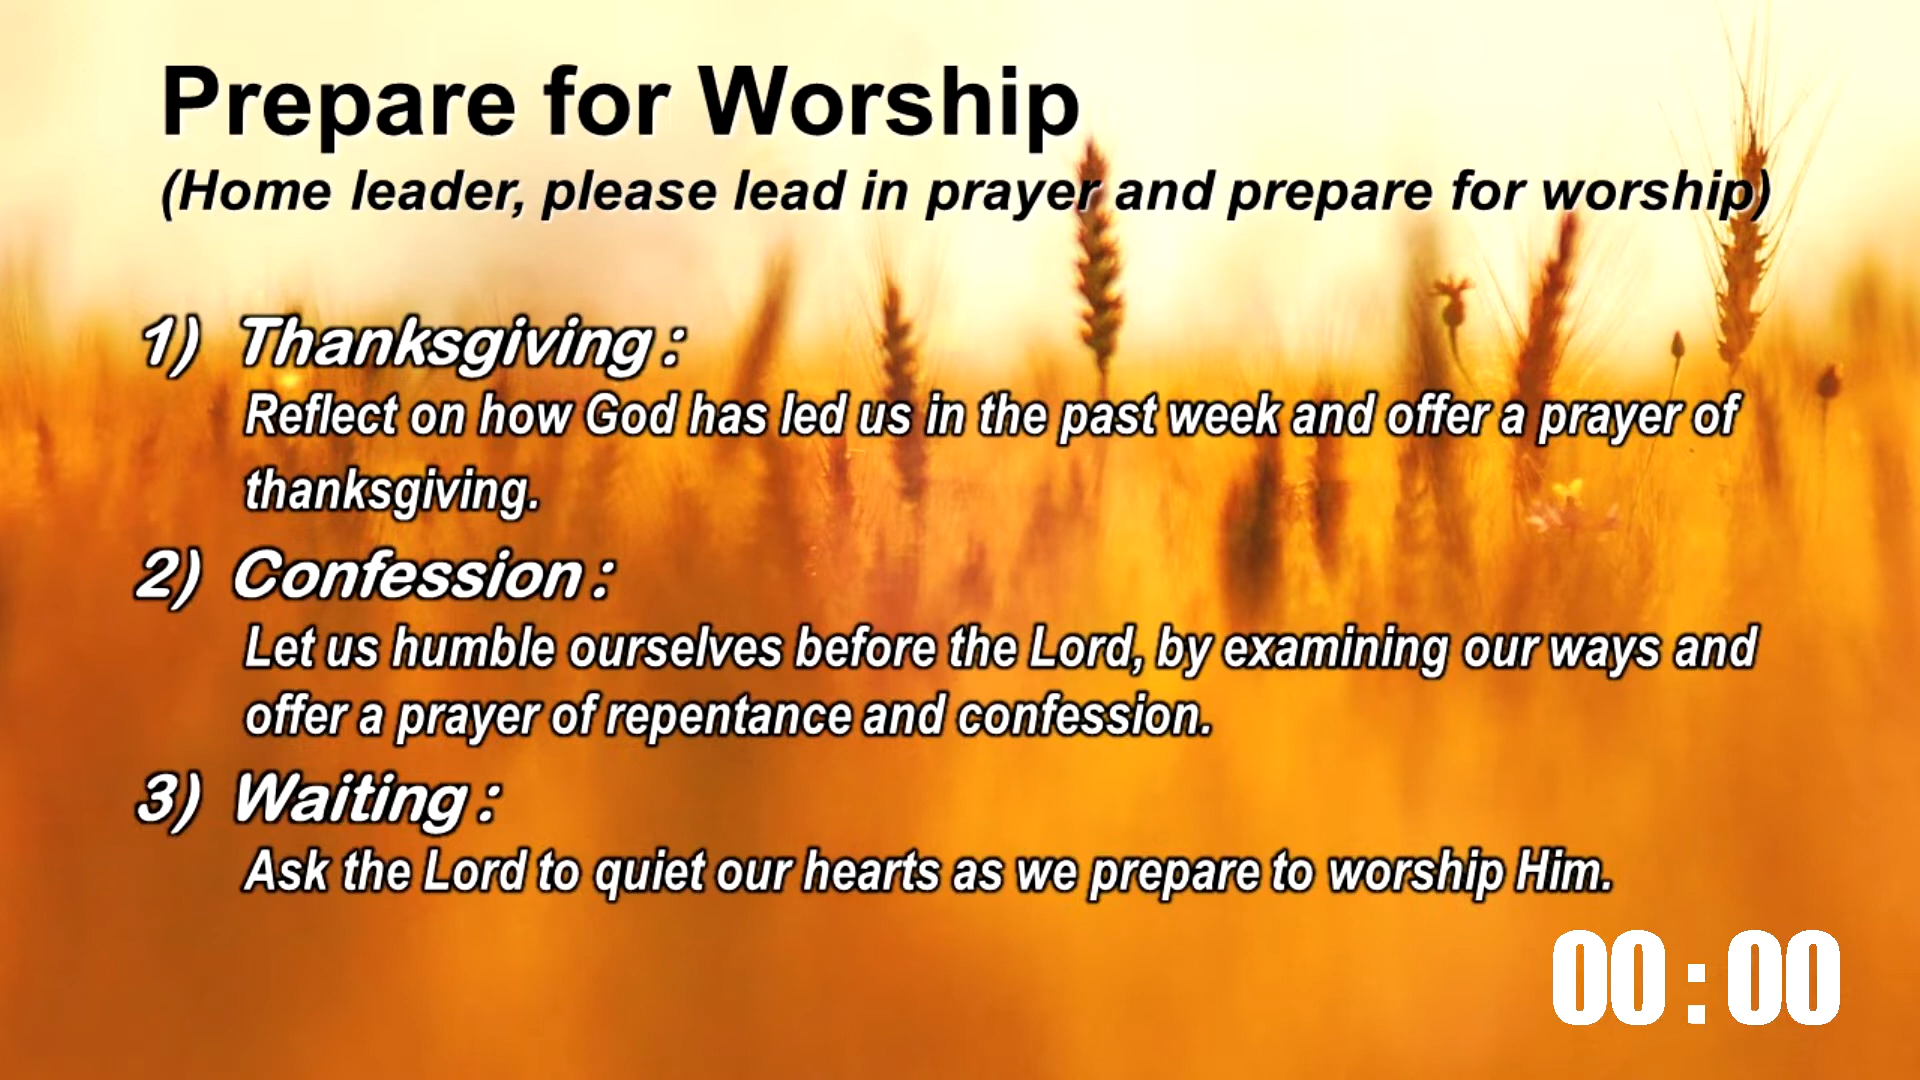 Prepare for Worship
(Home leader, please lead in prayer and prepare for worship)
1) Thanksgiving :
Reflect on how God has led us in the past week and offer a prayer of
thanksgiving.
2) Confession :
Let us humble ourselves before the Lord, by examining our ways and
offer a prayer of repentance and confession.
3) Waiting :
Ask the Lord to quiet our hearts as we prepare to worship Him.
00:00